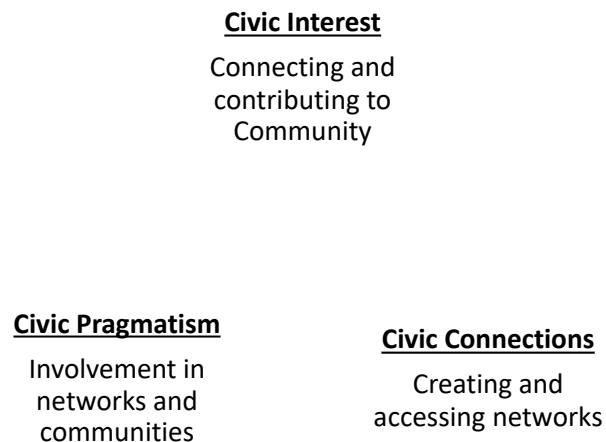 Civic Interest
Connecting and
contributing to
Community
Civic Pragmatism
Involvement in
networks and
communities
Civic Connections
Creating and
accessing networks